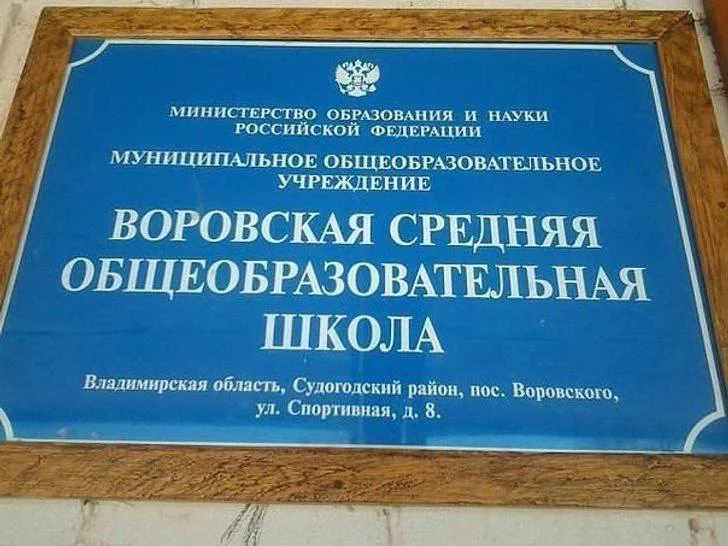 МИНИСТЕРСТВО ОБРАЗОВАНИЯ И НАУКИ
РОССИЙСКОЙ ФЕДЕРАЦИИ
МУНИЦИПАЛЬНОЕ ОБЩЕОБРАЗОВАТЕЛЬНОЕ
УЧРЕЖДЕНИЕ
ВОРОВСКАЯ СРЕДНЯЯ
ОБЩЕОБРАЗОВАТЕЛЬНАЯ
ШКОЛА
Владимирская область, Судогодский район, пос. Воровского,
ул. Спортивная, д. 8.